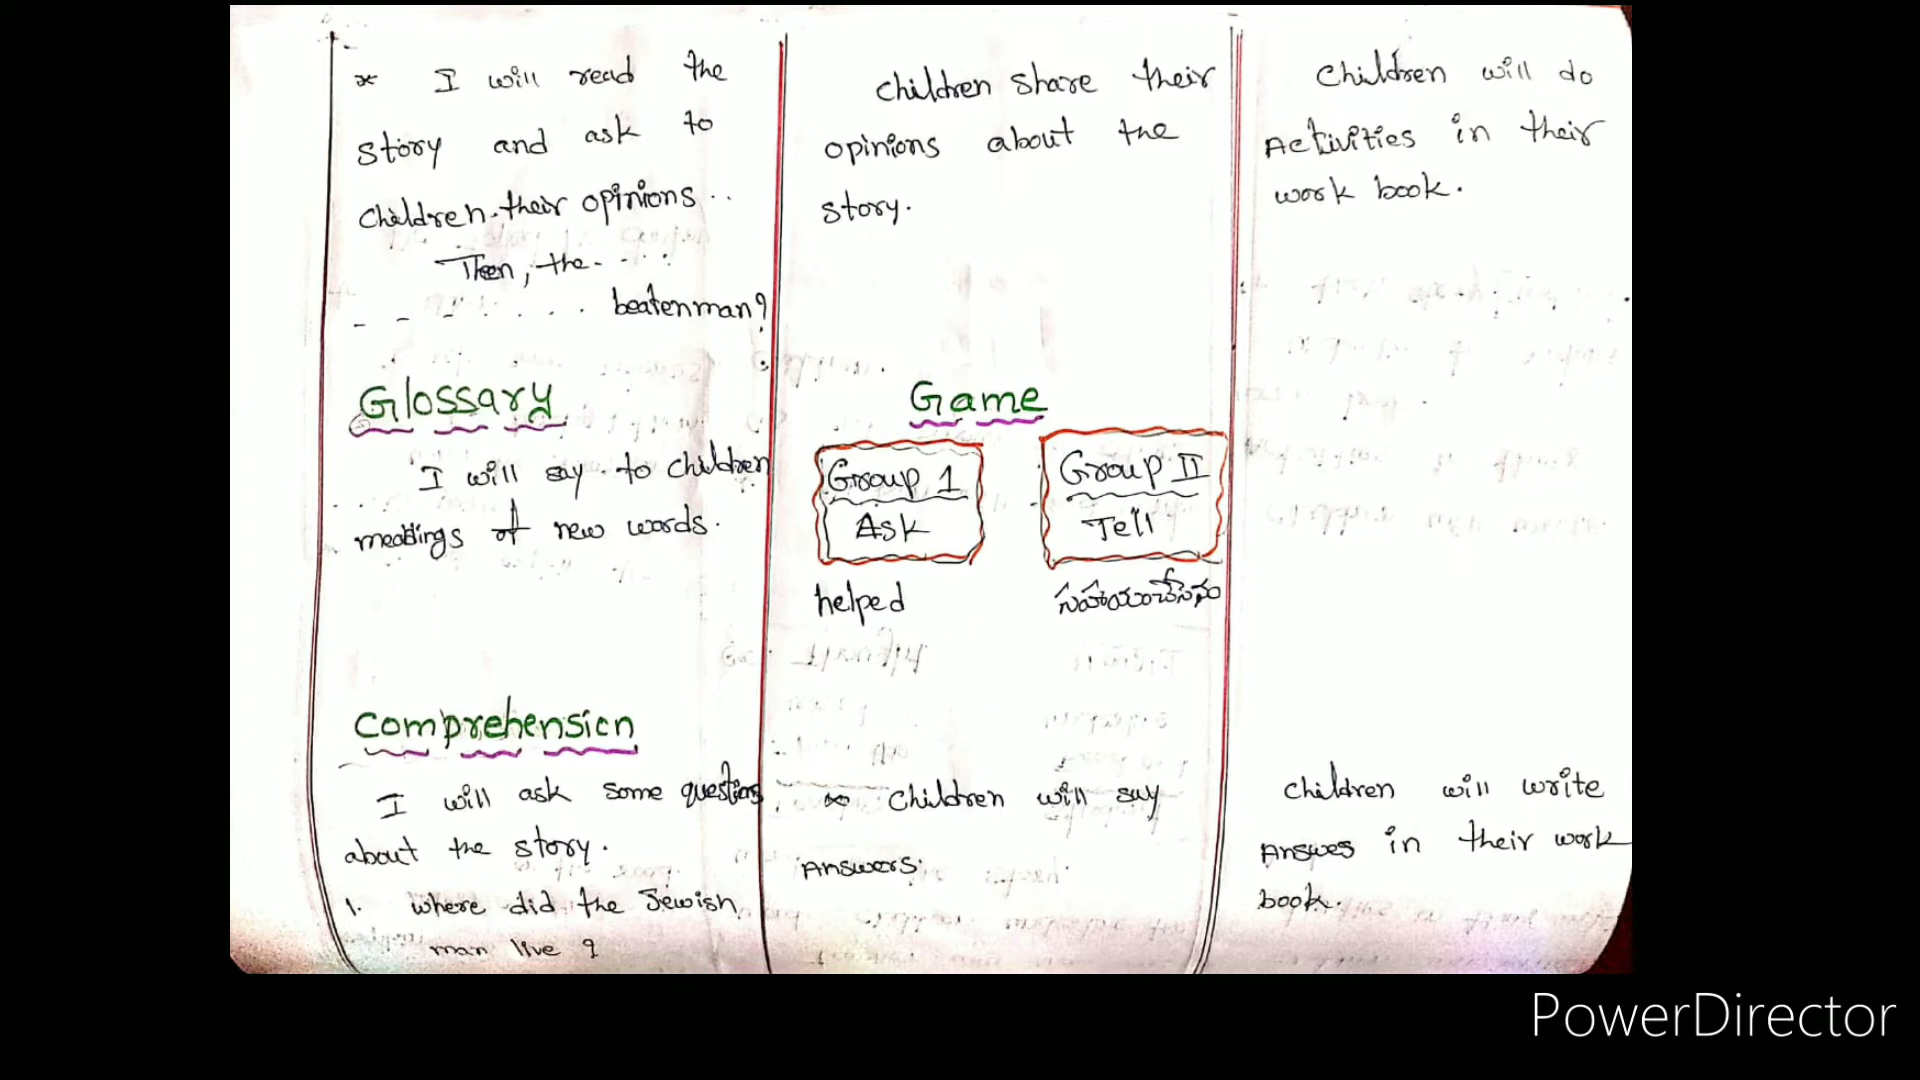 * I will read the
story and ask to
children their opinions..
Then, the- ....
- - - - . . . . beatenman?
Glossary
I will say to children
meanings of new words.
Comprehension
I will ask some questions
about the story.
1. where did the Jewish
man live ?
children share their
opinions about the
story.
Game
Group 1
Ask
helped
Group II
Tell
సహాయంచేసెను
* children will say
Answers.
children will do
Activities in their
work book.
children will write
Answes in their work
book.
PowerDirector